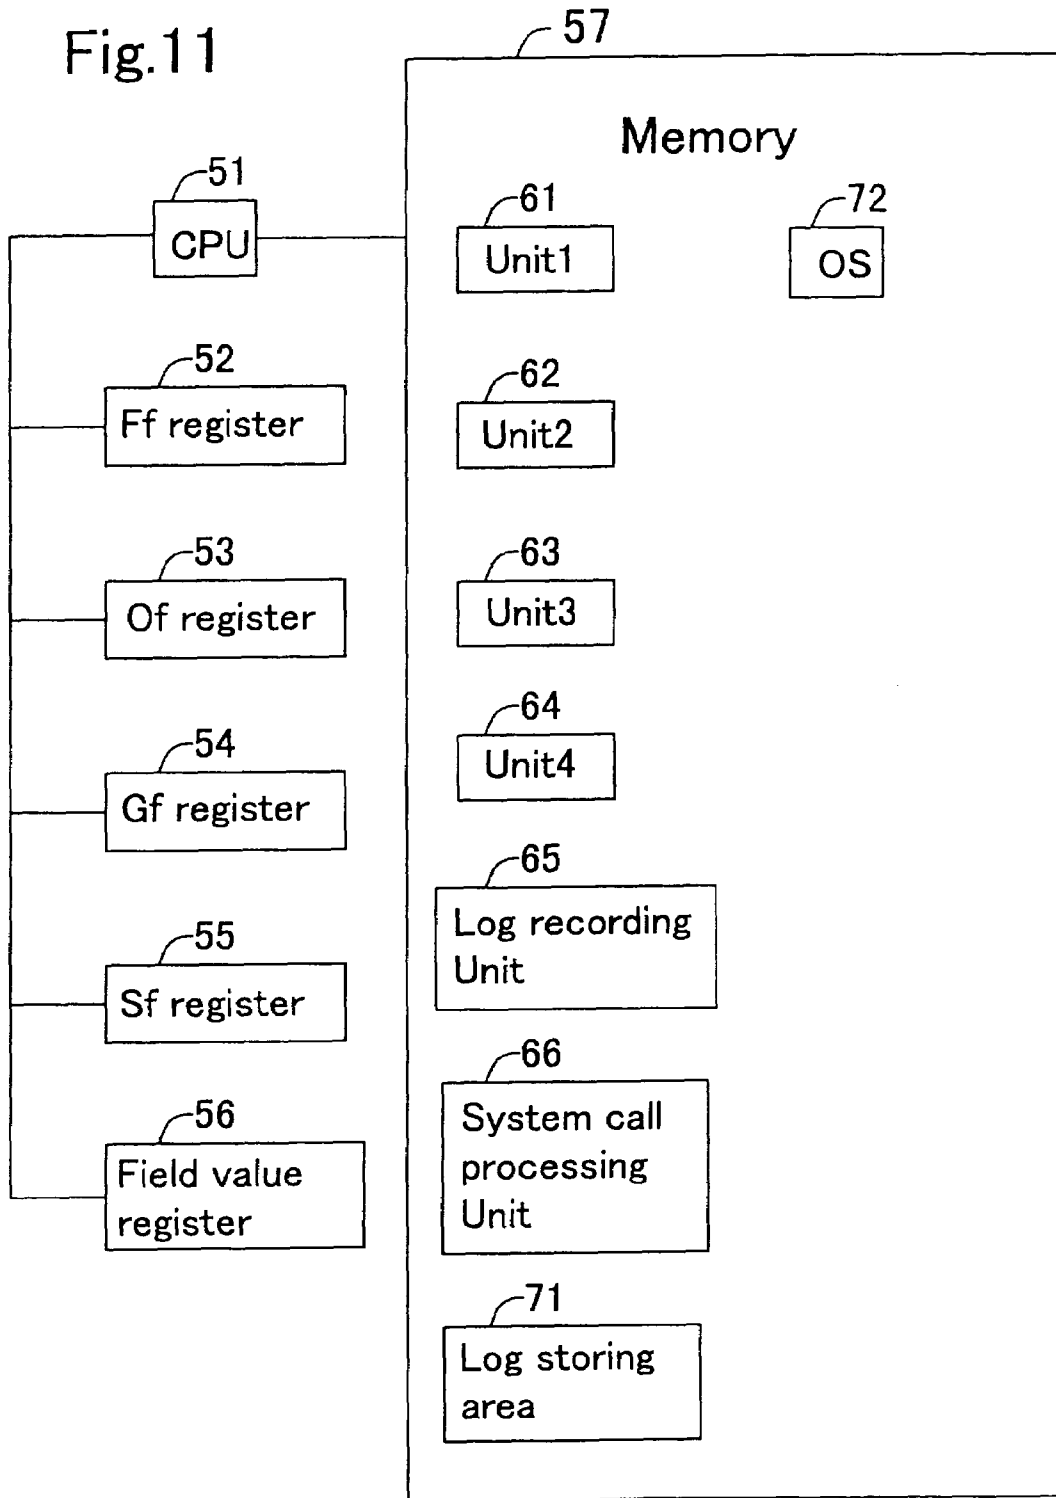 Fig.11
57
Memory
51
CPU
61
Unit1
72
OS
52
Ff register
62
Unit2
53
Of register
63
Unit3
54
Gf register
64
Unit4
65
Log recording
Unit
55
Sf register
66
System call
processing
Unit
56
Field value
register
71
Log storing
area